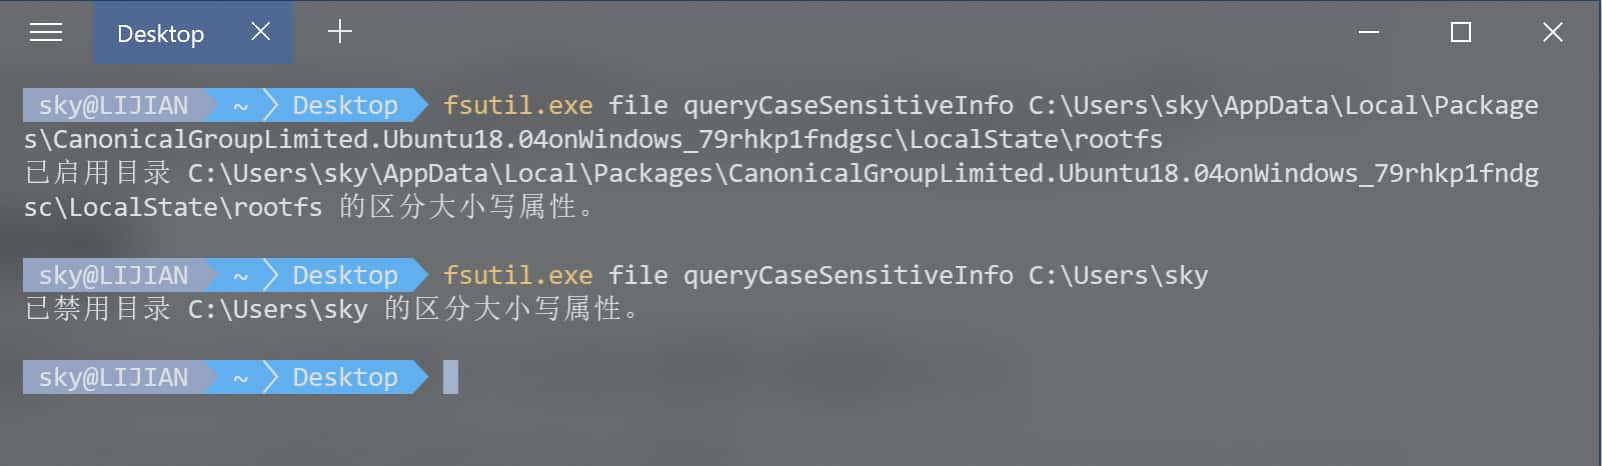 Desktop
sky@LIJIAN ~ Desktop fsutil.exe file queryCaseSensitiveInfo C:\Users\sky\AppData\Local\Package
s\CanonicalGroupLimited.Ubuntu18.04onWindows_79rhkp1fndgsc\LocalState\rootfs
已启用目录 C:\Users\sky\AppData\Local\Packages\CanonicalGroupLimited.Ubuntu18.04onWindows_79rhkp1fndg
sc\LocalState\rootfs 的区分大小写属性。
sky@LIJIAN ~ Desktop fsutil.exe file queryCaseSensitiveInfo C:\Users\sky
已禁用目录 C:\Users\sky 的区分大小写属性。
sky@LIJIAN ~ Desktop